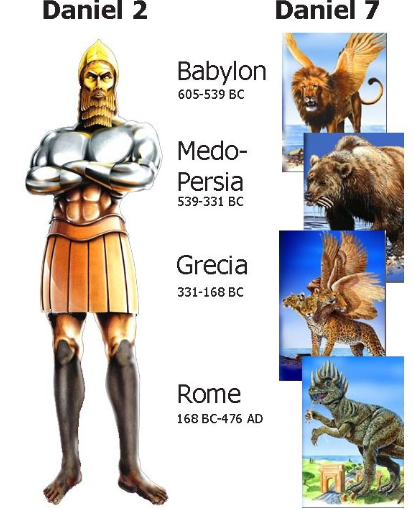 Daniel 2
Daniel 7
Babylon
605-539 BC
Medo-
Persia
539-331 BC
Grecia
331-168 BC
Rome
168 BC-476 AD